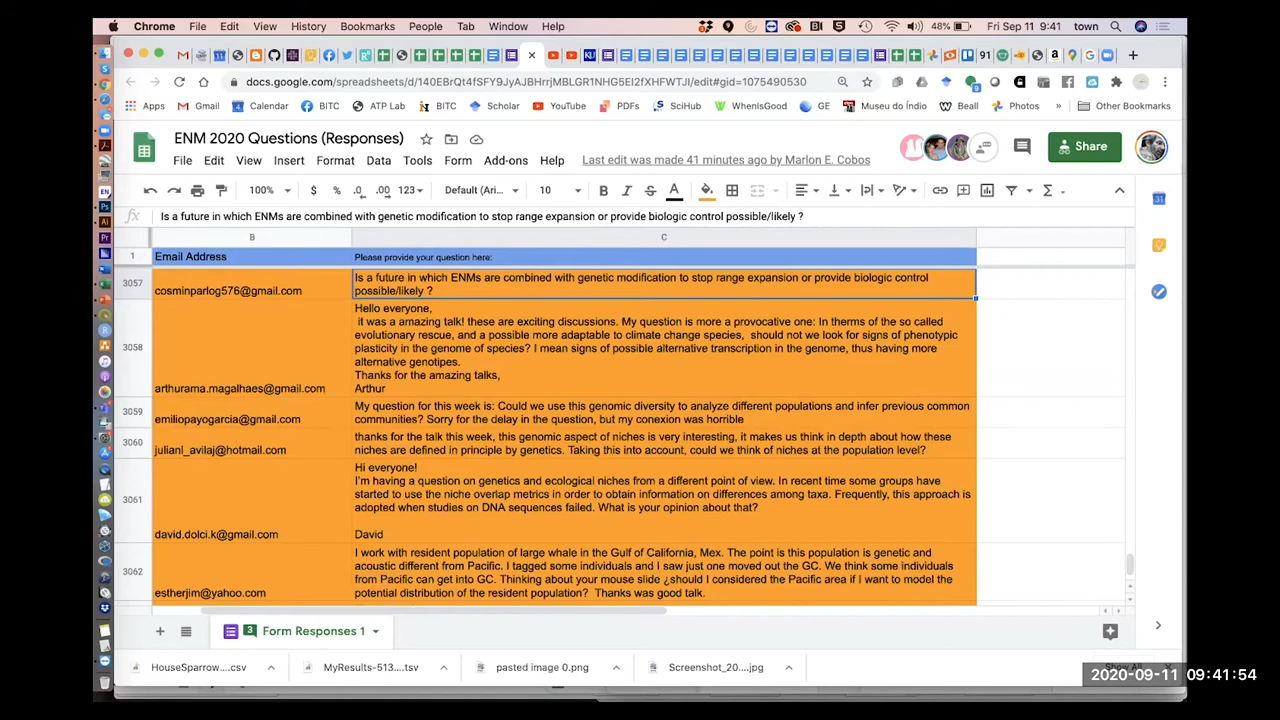 Chrome File Edit View History Bookmarks People Tab Window Help 48% Fri Sep 11 9:41 town
91
docs.google.com/spreadsheets/d/140EBrQt4fSFY9JyAJBHrrjMBLGR1NHG5EI2fXHFWTJI/edit#gid=1075490530
Apps Gmail Calendar BITC ATP Lab BITC Scholar YouTube PDFs SciHub WhenIsGood GE Museu do Índio Beall Photos » Other Bookmarks
ENM 2020 Questions (Responses)
File Edit View Insert Format Data Tools Form Add-ons Help Last edit was made 41 minutes ago by Marlon E. Cobos
Share
100% $ % .0 .00 123 Default (Ari... 10 B I S A
fx Is a future in which ENMs are combined with genetic modification to stop range expansion or provide biologic control possible/likely ?
B C
1 Email Address Please provide your question here:
3057 cosminparlog576@gmail.com
Is a future in which ENMs are combined with genetic modification to stop range expansion or provide biologic control
possible/likely ?
3058 arthurama.magalhaes@gmail.com
Hello everyone,
it was a amazing talk! these are exciting discussions. My question is more a provocative one: In therms of the so called
evolutionary rescue, and a possible more adaptable to climate change species, should not we look for signs of phenotypic
plasticity in the genome of species? I mean signs of possible alternative transcription in the genome, thus having more
alternative genotipes.
Thanks for the amazing talks,
Arthur
3059 emiliopayogarcia@gmail.com
My question for this week is: Could we use this genomic diversity to analyze different populations and infer previous common
communities? Sorry for the delay in the question, but my conexion was horrible
3060 julianl_avilaj@hotmail.com
thanks for the talk this week, this genomic aspect of niches is very interesting, it makes us think in depth about how these
niches are defined in principle by genetics. Taking this into account, could we think of niches at the population level?
3061 david.dolci.k@gmail.com
Hi everyone!
I'm having a question on genetics and ecological niches from a different point of view. In recent time some groups have
started to use the niche overlap metrics in order to obtain information on differences among taxa. Frequently, this approach is
adopted when studies on DNA sequences failed. What is your opinion about that?
David
3062 estherjim@yahoo.com
I work with resident population of large whale in the Gulf of California, Mex. The point is this population is genetic and
acoustic different from Pacific. I tagged some individuals and I saw just one moved out the GC. We think some individuals
from Pacific can get into GC. Thinking about your mouse slide ¿should I considered the Pacific area if I want to model the
potential distribution of the resident population? Thanks was good talk.
3 Form Responses 1
HouseSparrow....csv MyResults-513....tsv pasted image 0.png Screenshot_20....jpg Show All
2020-09-11 09:41:54